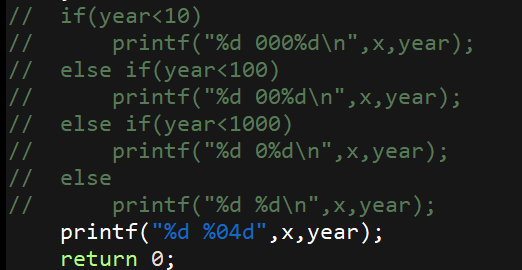 //  if(year<10)
//      printf("%d 000%d\n",x,year);
//  else if(year<100)
//      printf("%d 00%d\n",x,year);
//  else if(year<1000)
//      printf("%d 0%d\n",x,year);
//  else
//      printf("%d %d\n",x,year);
    printf("%d %04d",x,year);
    return 0;